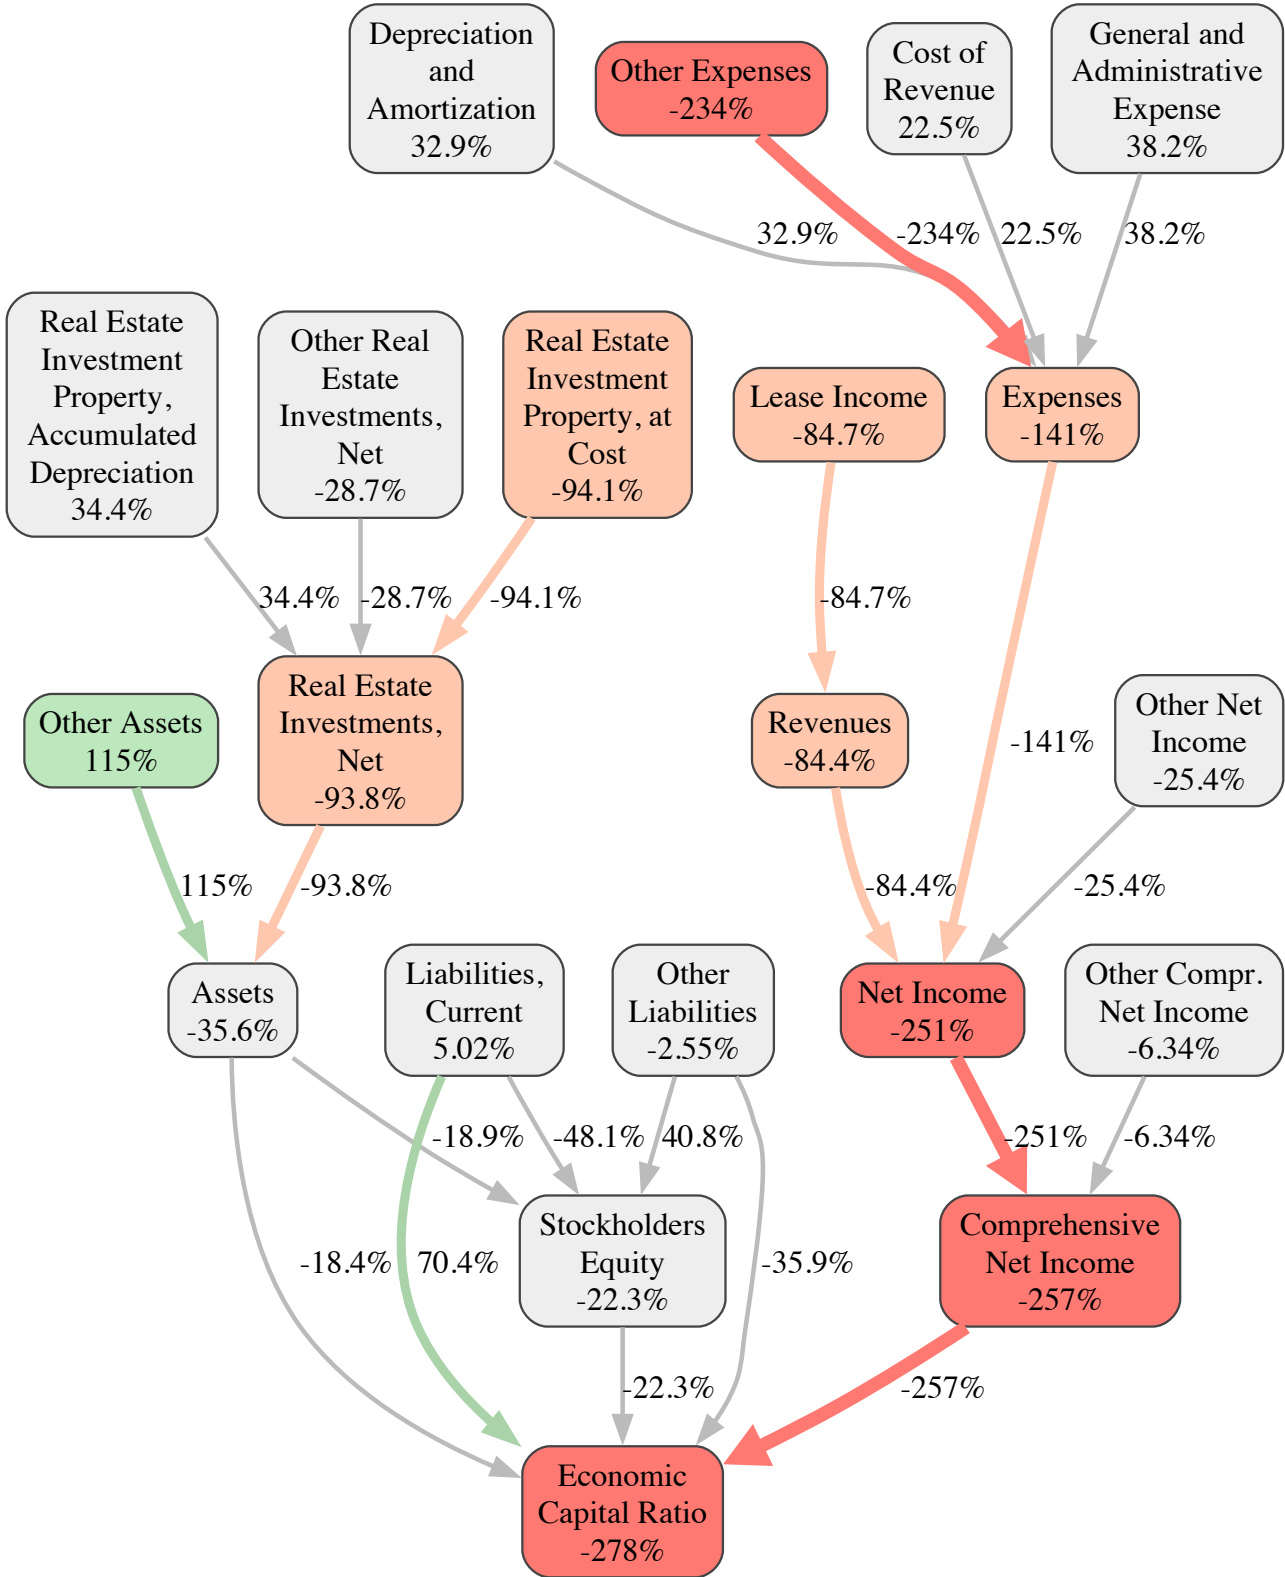 Depreciation
and
Amortization
32.9%
Other Expenses
-234%
Cost of
Revenue
22.5%
General and
Administrative
Expense
38.2%
32.9%
-234%
22.5%
38.2%
Real Estate
Investment
Property,
Accumulated
Depreciation
34.4%
Other Real
Estate
Investments,
Net
-28.7%
Real Estate
Investment
Property, at
Cost
-94.1%
Lease Income
-84.7%
Expenses
-141%
34.4%
-28.7%
-94.1%
-84.7%
Other Assets
115%
Real Estate
Investments,
Net
-93.8%
Revenues
-84.4%
-141%
Other Net
Income
-25.4%
115%
-93.8%
-84.4%
-25.4%
Assets
-35.6%
Liabilities,
Current
5.02%
Other
Liabilities
-2.55%
Net Income
-251%
Other Compr.
Net Income
-6.34%
-18.9%
-48.1%
40.8%
-251%
-6.34%
-18.4%
70.4%
Stockholders
Equity
-22.3%
-35.9%
Comprehensive
Net Income
-257%
-22.3%
-257%
Economic
Capital Ratio
-278%